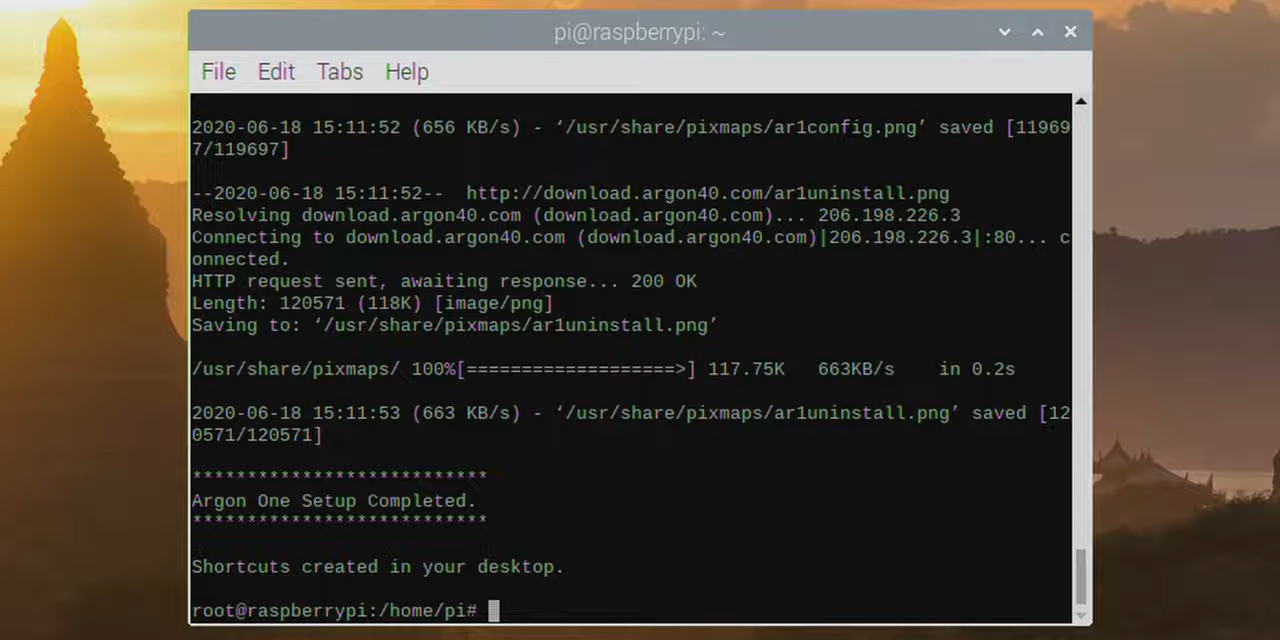 pi@raspberrypi: ~
File Edit Tabs Help
2020-06-18 15:11:52 (656 KB/s) - ‘/usr/share/pixmaps/ar1config.png’ saved [11969
7/119697]
--2020-06-18 15:11:52--  http://download.argon40.com/ar1uninstall.png
Resolving download.argon40.com (download.argon40.com)... 206.198.226.3
Connecting to download.argon40.com (download.argon40.com)|206.198.226.3|:80... c
onnected.
HTTP request sent, awaiting response... 200 OK
Length: 120571 (118K) [image/png]
Saving to: ‘/usr/share/pixmaps/ar1uninstall.png’
/usr/share/pixmaps/ 100%[===================>] 117.75K   663KB/s    in 0.2s
2020-06-18 15:11:53 (663 KB/s) - ‘/usr/share/pixmaps/ar1uninstall.png’ saved [12
0571/120571]
***************************
Argon One Setup Completed.
***************************
Shortcuts created in your desktop.
root@raspberrypi:/home/pi#